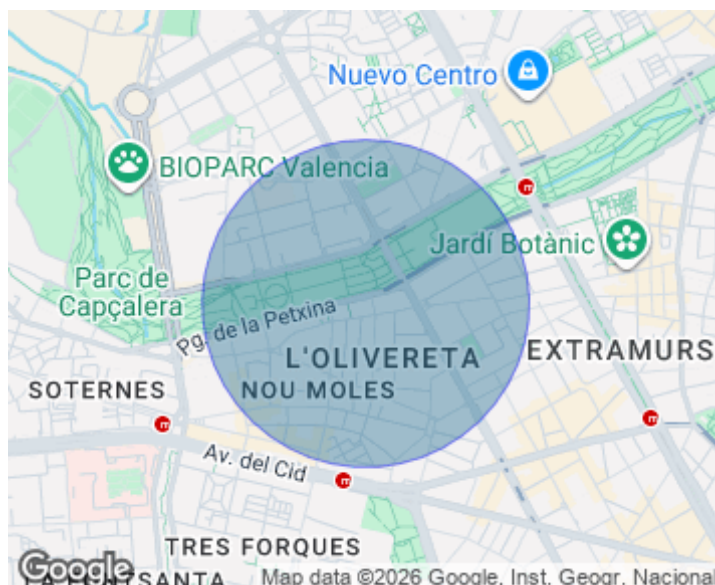 Nuevo Centro
BIOPARC Valencia
Jardí Botànic
Parc de
Capçalera
Pg. de la Petxina
L'OLIVERETA
EXTRAMURS
SOTERNES
NOU MOLES
Av. del Cid
TRES FORQUES
Google
Map data ©2026 Google, Inst. Geogr. Nacional